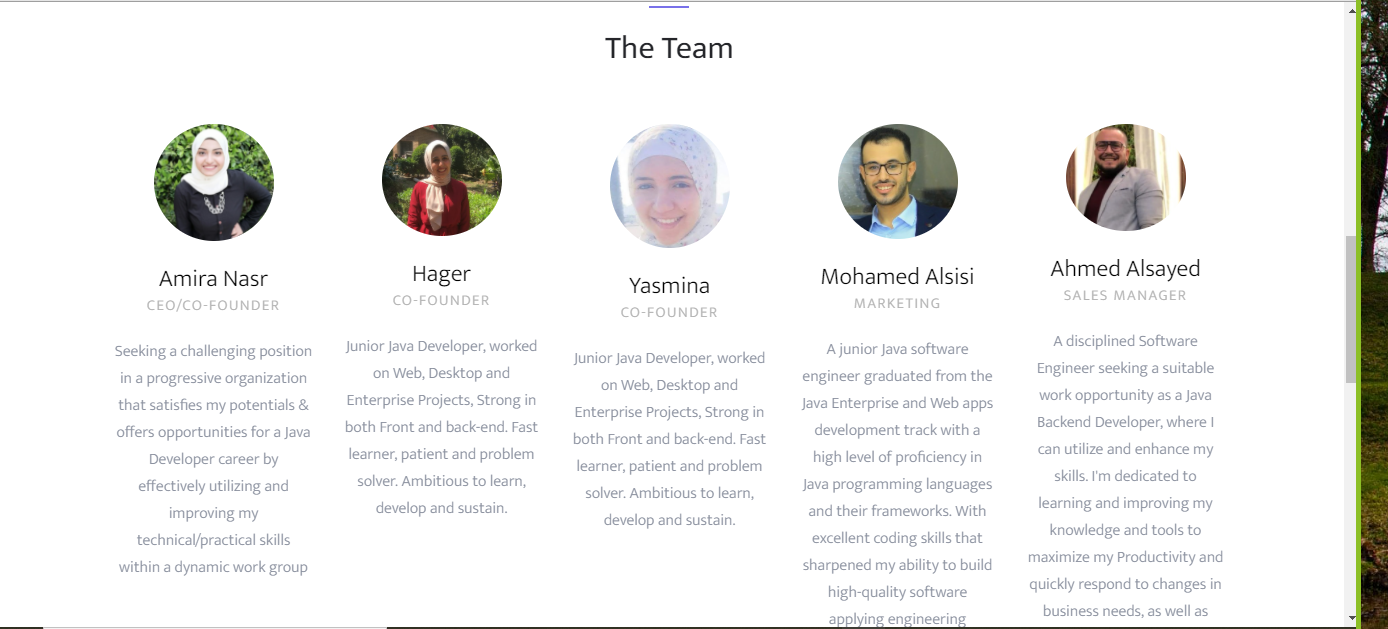 The Team
Amira Nasr
CEO/CO-FOUNDER
Seeking a challenging position
in a progressive organization
that satisfies my potentials &
offers opportunities for a Java
Developer career by
effectively utilizing and
improving my
technical/practical skills
within a dynamic work group
Hager
CO-FOUNDER
Junior Java Developer, worked
on Web, Desktop and
Enterprise Projects, Strong in
both Front and back-end. Fast
learner, patient and problem
solver. Ambitious to learn,
develop and sustain.
Yasmina
CO-FOUNDER
Junior Java Developer, worked
on Web, Desktop and
Enterprise Projects, Strong in
both Front and back-end. Fast
learner, patient and problem
solver. Ambitious to learn,
develop and sustain.
Mohamed Alsisi
MARKETING
A junior Java software
engineer graduated from the
Java Enterprise and Web apps
development track with a
high level of proficiency in
Java programming languages
and their frameworks. With
excellent coding skills that
sharpened my ability to build
high-quality software
applying engineering
Ahmed Alsayed
SALES MANAGER
A disciplined Software
Engineer seeking a suitable
work opportunity as a Java
Backend Developer, where I
can utilize and enhance my
skills. I'm dedicated to
learning and improving my
knowledge and tools to
maximize my Productivity and
quickly respond to changes in
business needs, as well as